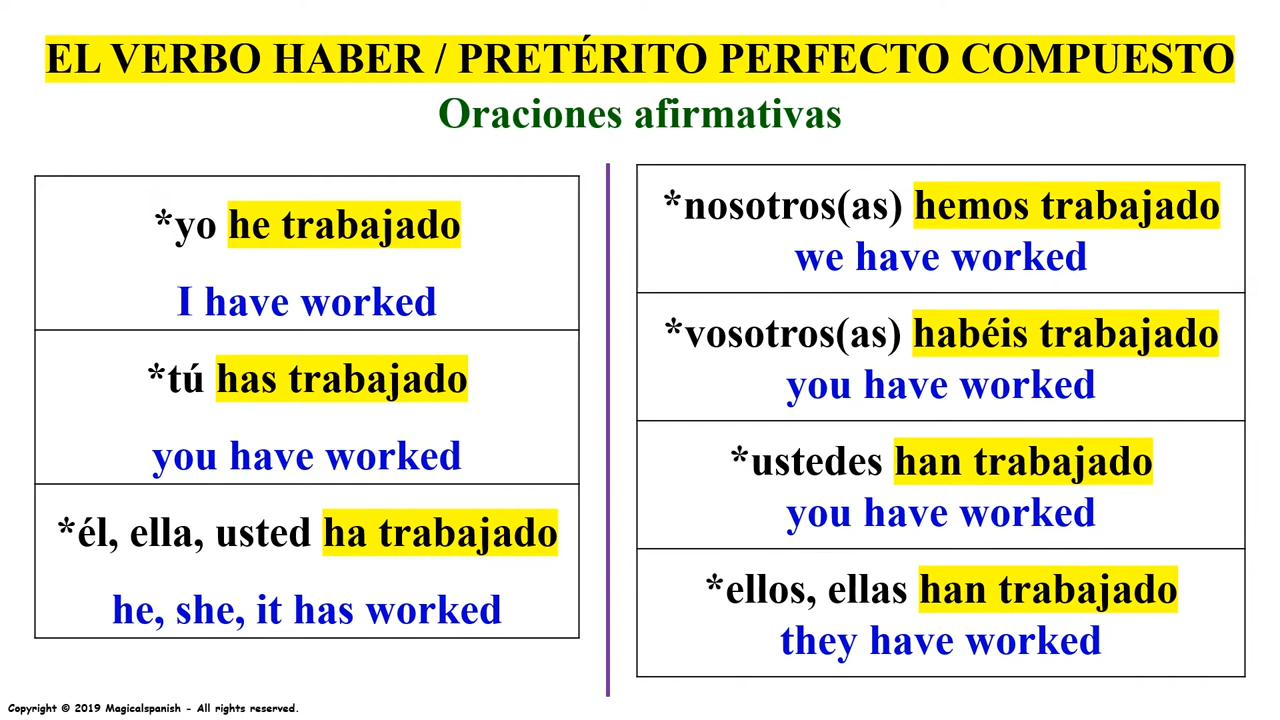 EL VERBO HABER / PRETÉRITO PERFECTO COMPUESTO
Oraciones afirmativas
*yo he trabajado
I have worked
*tú has trabajado
you have worked
*él, ella, usted ha trabajado
he, she, it has worked
*nosotros(as) hemos trabajado
we have worked
*vosotros(as) habéis trabajado
you have worked
*ustedes han trabajado
you have worked
*ellos, ellas han trabajado
they have worked
Copyright © 2019 Magicalspanish - All rights reserved.